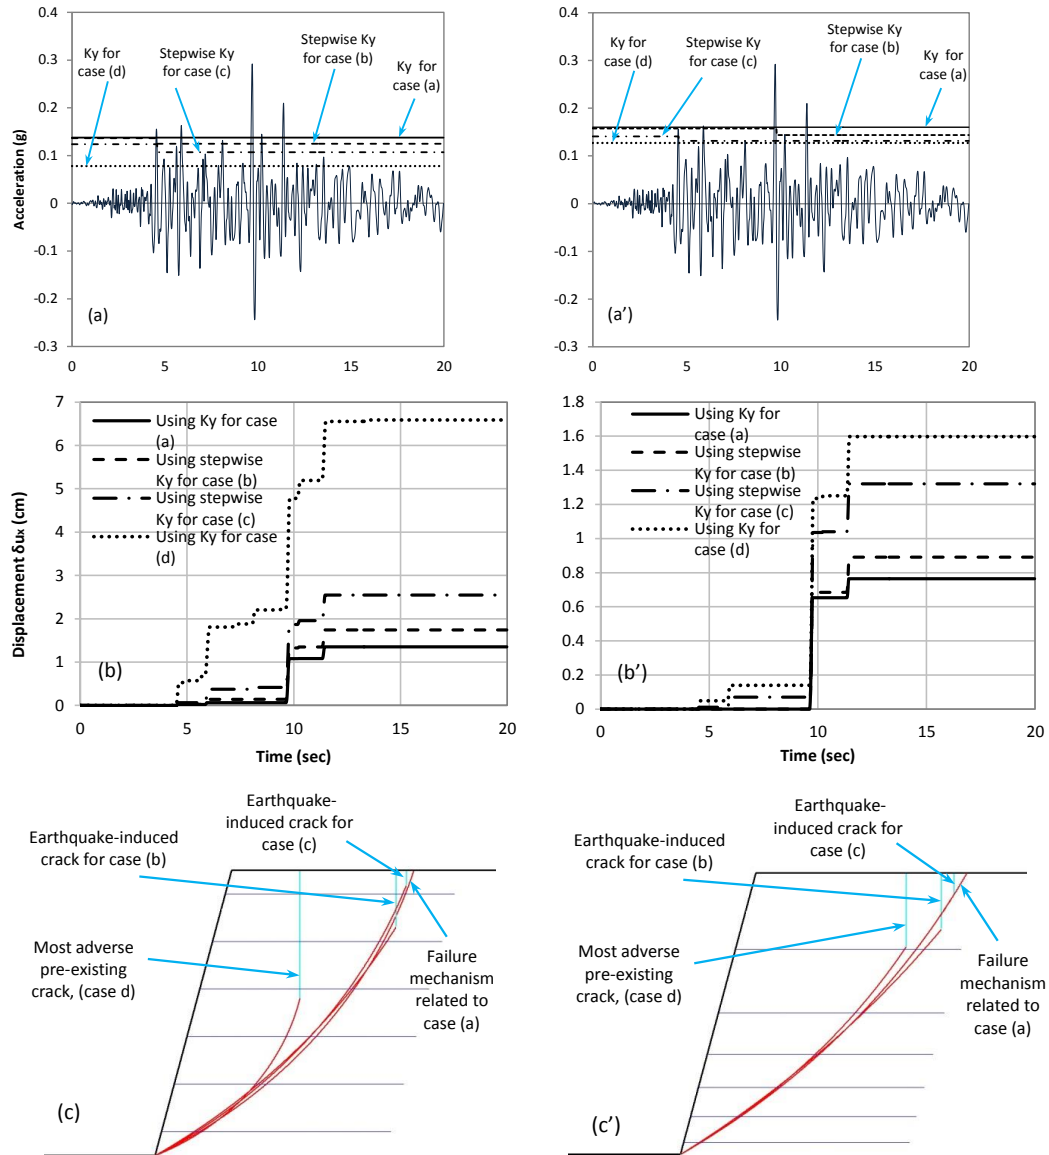 0.4
0.3
0.2
0.1
0
-0.1
-0.2
-0.3
Acceleration (g)
Ky for
case (d)
Stepwise Ky
for case (c)
Stepwise Ky
for case (b)
Ky for
case (a)
(a)
0 5 10 15 20
0.4
0.3
0.2
0.1
0
-0.1
-0.2
-0.3
Ky for
case (d)
Stepwise Ky
for case (c)
Stepwise Ky
for case (b)
Ky for
case (a)
(a’)
0 5 10 15 20
7
6
5
4
3
2
1
0
Displacement δux (cm)
Using Ky for case
(a)
Using stepwise
Ky for case (b)
Using stepwise
Ky for case (c)
Using Ky for case
(d)
(b)
0 5 10 15 20
Time (sec)
1.8
1.6
1.4
1.2
1
0.8
0.6
0.4
0.2
0
Using Ky for
case (a)
Using stepwise
Ky for case (b)
Using stepwise
Ky for case (c)
Using Ky for
case (d)
(b’)
0 5 10 15 20
Time (sec)
Earthquake-
induced crack for
case (c)
Earthquake-induced
crack for case (b)
Most adverse
pre-existing
crack, (case d)
Failure
mechanism
related to
case (a)
(c)
Earthquake-
induced crack for
case (c)
Earthquake-induced
crack for case (b)
Most adverse
pre-existing
crack, (case d)
Failure
mechanism
related to
case (a)
(c’)